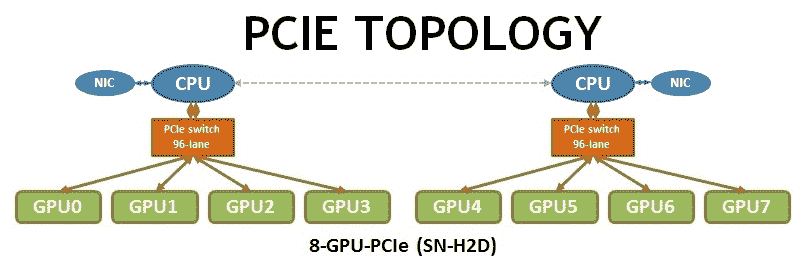 PCIE TOPOLOGY
NIC CPU CPU NIC
PCIe switch PCIe switch
96-lane 96-lane
GPU0 GPU1 GPU2 GPU3 GPU4 GPU5 GPU6 GPU7
8-GPU-PCIe (SN-H2D)